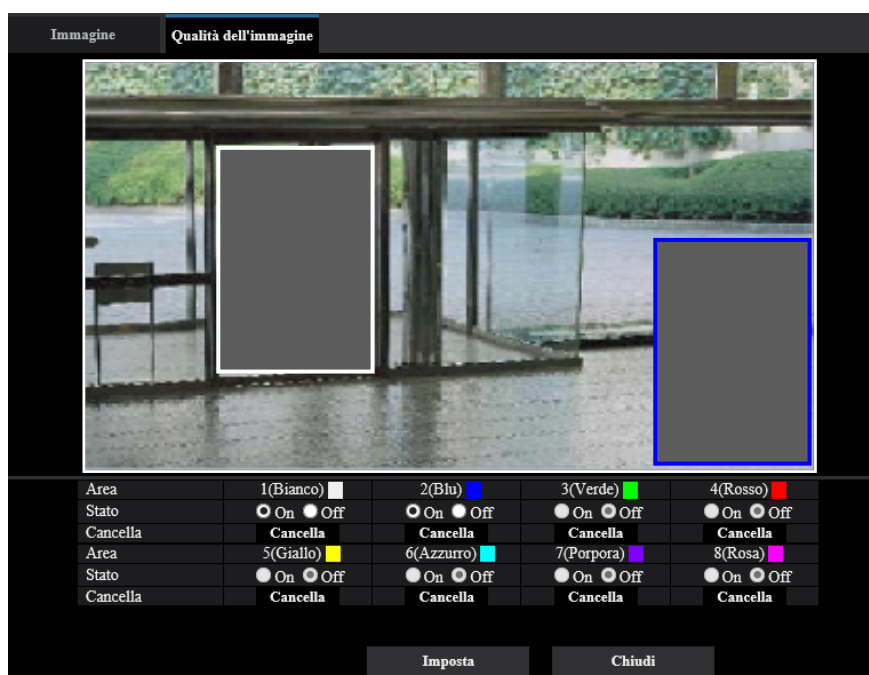 Immagine Qualità dell'immagine
Area 1(Bianco) 2(Blu) 3(Verde) 4(Rosso)
Stato On Off On Off On Off On Off
Cancella Cancella Cancella Cancella Cancella
Area 5(Giallo) 6(Azzurro) 7(Porpora) 8(Rosa)
Stato On Off On Off On Off On Off
Cancella Cancella Cancella Cancella Cancella
Imposta Chiudi